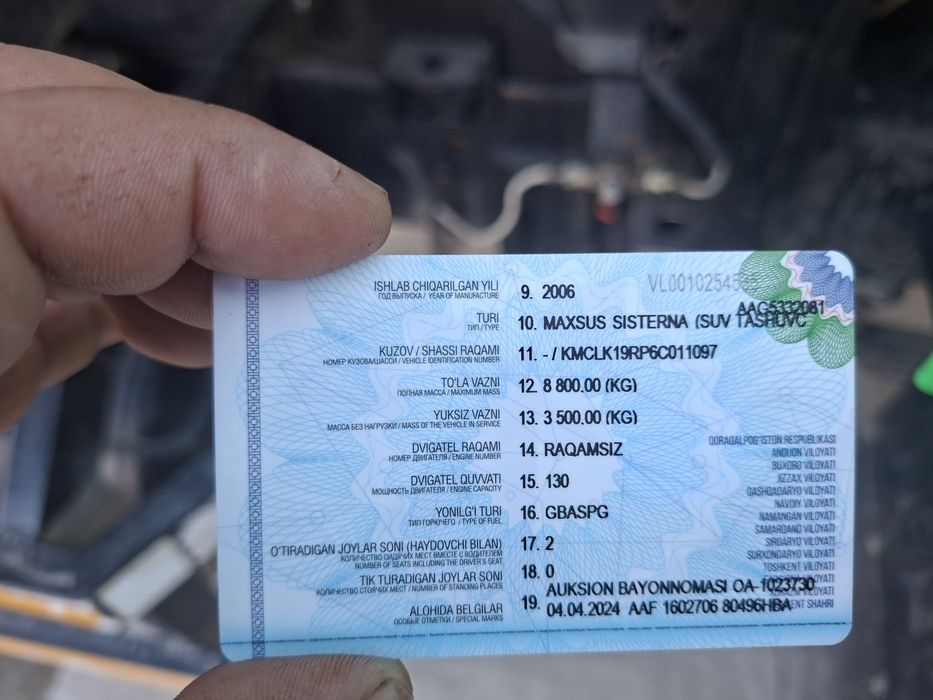 ISHLAB CHIQARILGAN YILI
ГОД ВЫПУСКА / YEAR OF MANUFACTURE
9. 2006
AAG5332081
TURI
ТИП / TYPE
10. MAXSUS SISTERNA (SUV TASHUVC
KUZOV / SHASSI RAQAMI
НОМЕР КУЗОВА/ШАССИ / VEHICLE IDENTIFICATION NUMBER
11. - / KMCLK19RP6C011097
TO'LA VAZNI
ПОЛНАЯ МАССА / MAXIMUM MASS
12. 8 800.00 (KG)
YUKSIZ VAZNI
МАССА БЕЗ НАГРУЗКИ / MASS OF THE VEHICLE IN SERVICE
13. 3 500.00 (KG)
DVIGATEL RAQAMI
НОМЕР ДВИГАТЕЛЯ / ENGINE NUMBER
14. RAQAMSIZ
DVIGATEL QUVVATI
МОЩНОСТЬ ДВИГАТЕЛЯ / ENGINE CAPACITY
15. 130
YONILG'I TURI
ТИП ГОРЮЧЕГО / TYPE OF FUEL
16. GBASPG
O'TIRADIGAN JOYLAR SONI (HAYDOVCHI BILAN)
КОЛИЧЕСТВО СИДЯЧИХ МЕСТ ВМЕСТЕ С ВОДИТЕЛЕМ
NUMBER OF SEATS INCLUDING THE DRIVER'S SEAT
17. 2
TIK TURADIGAN JOYLAR SONI
КОЛИЧЕСТВО СТОЯЧИХ МЕСТ / NUMBER OF STANDING PLACES
18. 0
ALOHIDA BELGILAR
ОСОБЫЕ ОТМЕТКИ / SPECIAL MARKS
19. AUKSION BAYONNOMASI OA-1023730
04.04.2024 AAF 1602706 80496HBA
QORAQALPOG'ISTON RESPUBLIKASI
ANDIJON VILOYATI
BUXORO VILOYATI
JIZZAX VILOYATI
QASHQADARYO VILOYATI
NAVOIY VILOYATI
NAMANGAN VILOYATI
SAMARQAND VILOYATI
SIRDARYO VILOYATI
SURXONDARYO VILOYATI
TOSHKENT VILOYATI
VILOYATI
VILOYATI
SHAHRI